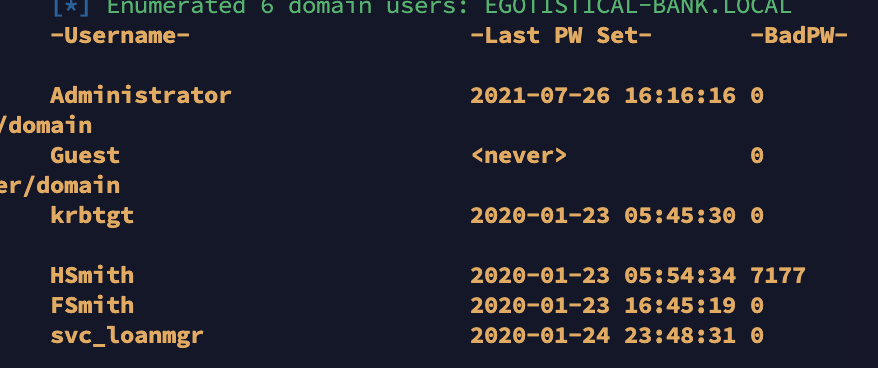 [*] Enumerated 6 domain users: EGOTISTICAL-BANK.LOCAL
-Username- -Last PW Set- -BadPW-
Administrator 2021-07-26 16:16:16 0
/domain
Guest <never> 0
er/domain
krbtgt 2020-01-23 05:45:30 0
HSmith 2020-01-23 05:54:34 7177
FSmith 2020-01-23 16:45:19 0
svc_loanmgr 2020-01-24 23:48:31 0